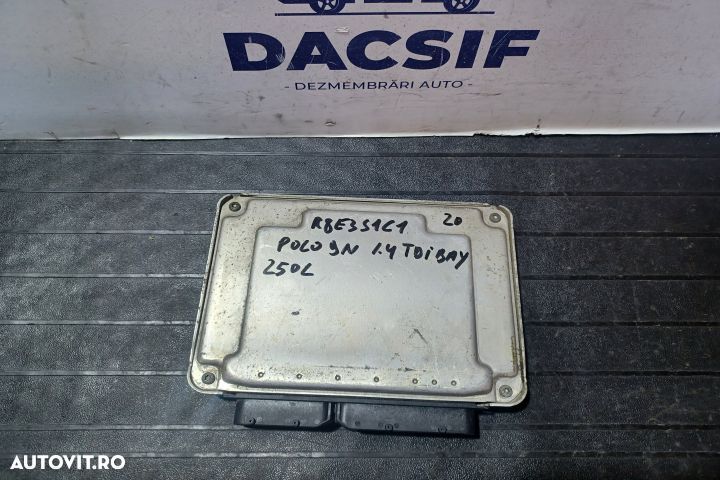 DACSIF
- DEZMEMBRĂRI AUTO -
R8E3S1C1 20
POLO 9N 1.4 TDI BAY
250L
AUTOVIT.RO